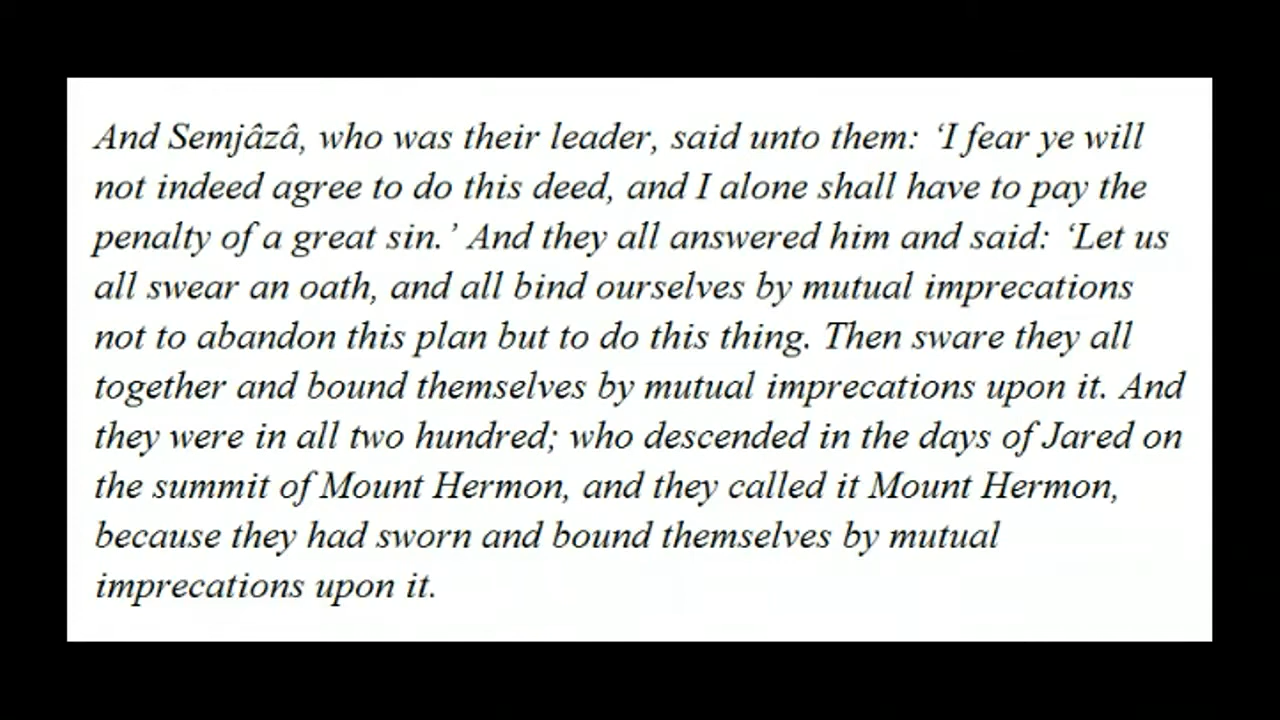 And Semjâzâ, who was their leader, said unto them: ‘I fear ye will
not indeed agree to do this deed, and I alone shall have to pay the
penalty of a great sin.’ And they all answered him and said: ‘Let us
all swear an oath, and all bind ourselves by mutual imprecations
not to abandon this plan but to do this thing. Then sware they all
together and bound themselves by mutual imprecations upon it. And
they were in all two hundred; who descended in the days of Jared on
the summit of Mount Hermon, and they called it Mount Hermon,
because they had sworn and bound themselves by mutual
imprecations upon it.